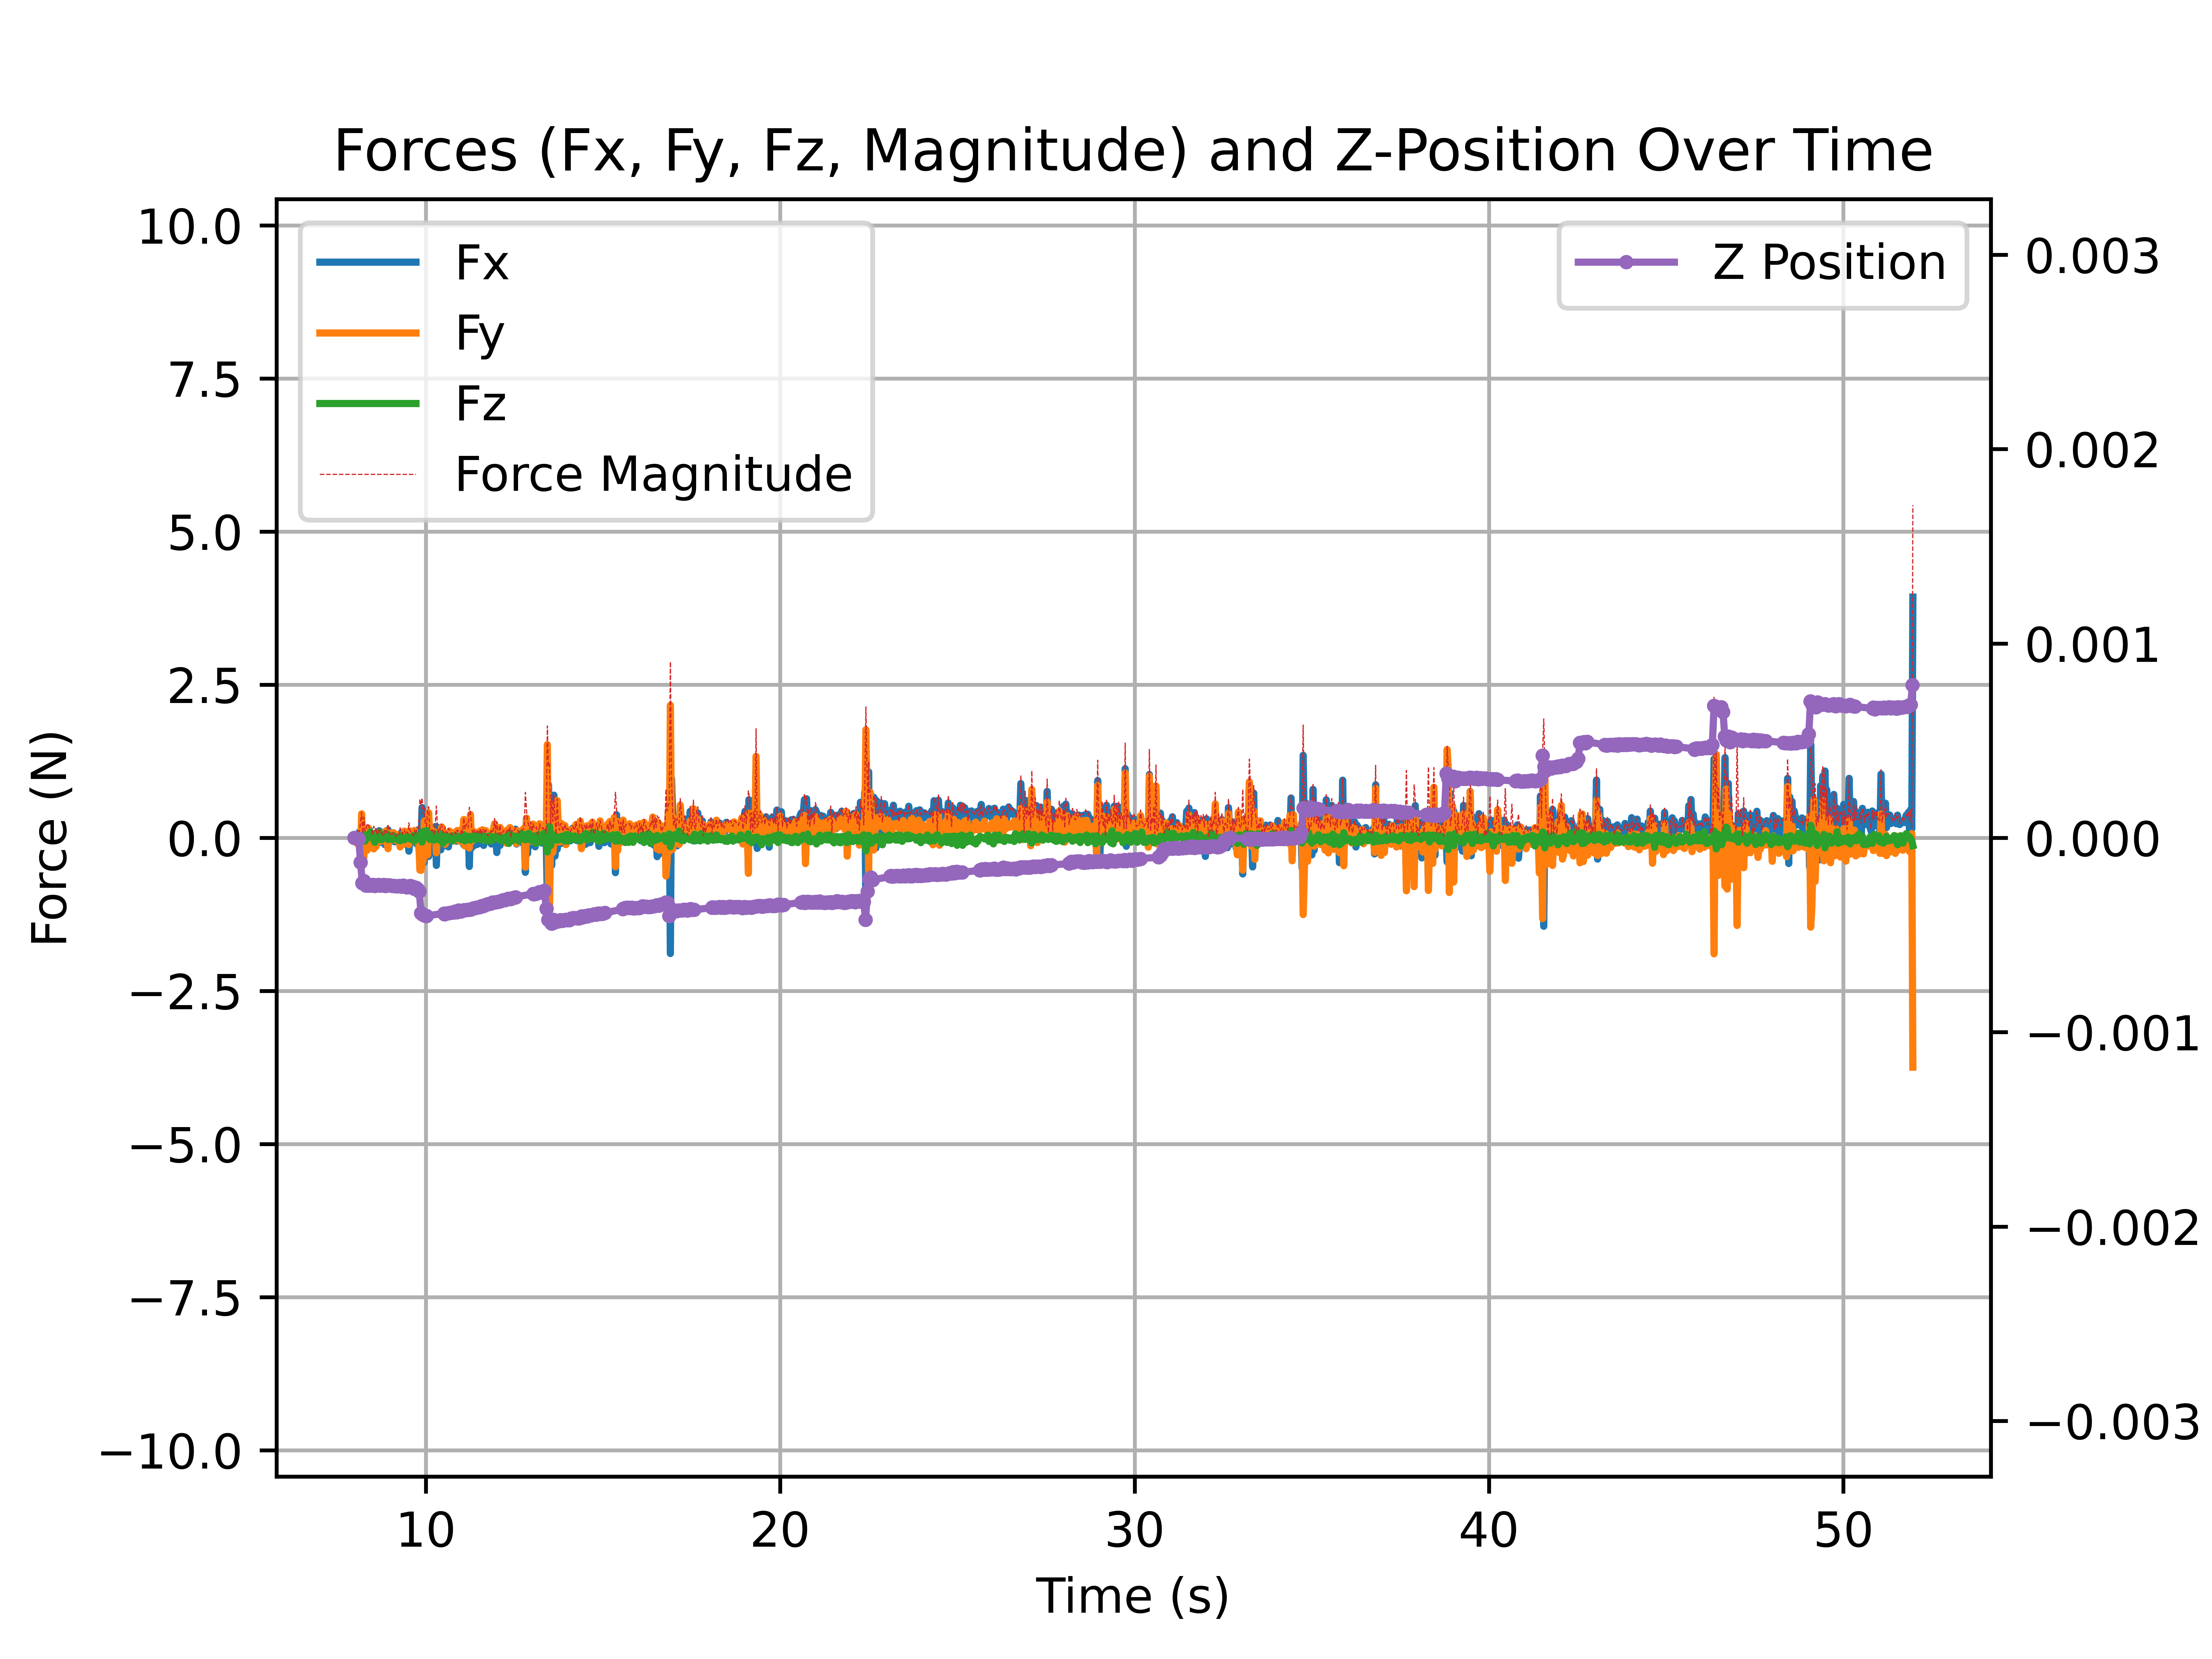 Forces (Fx, Fy, Fz, Magnitude) and Z-Position Over Time
Fx
Fy
Fz
Force Magnitude
Z Position
10.0
7.5
5.0
2.5
0.0
−2.5
−5.0
−7.5
−10.0
Force (N)
0.003
0.002
0.001
0.000
−0.001
−0.002
−0.003
10
20
30
40
50
Time (s)